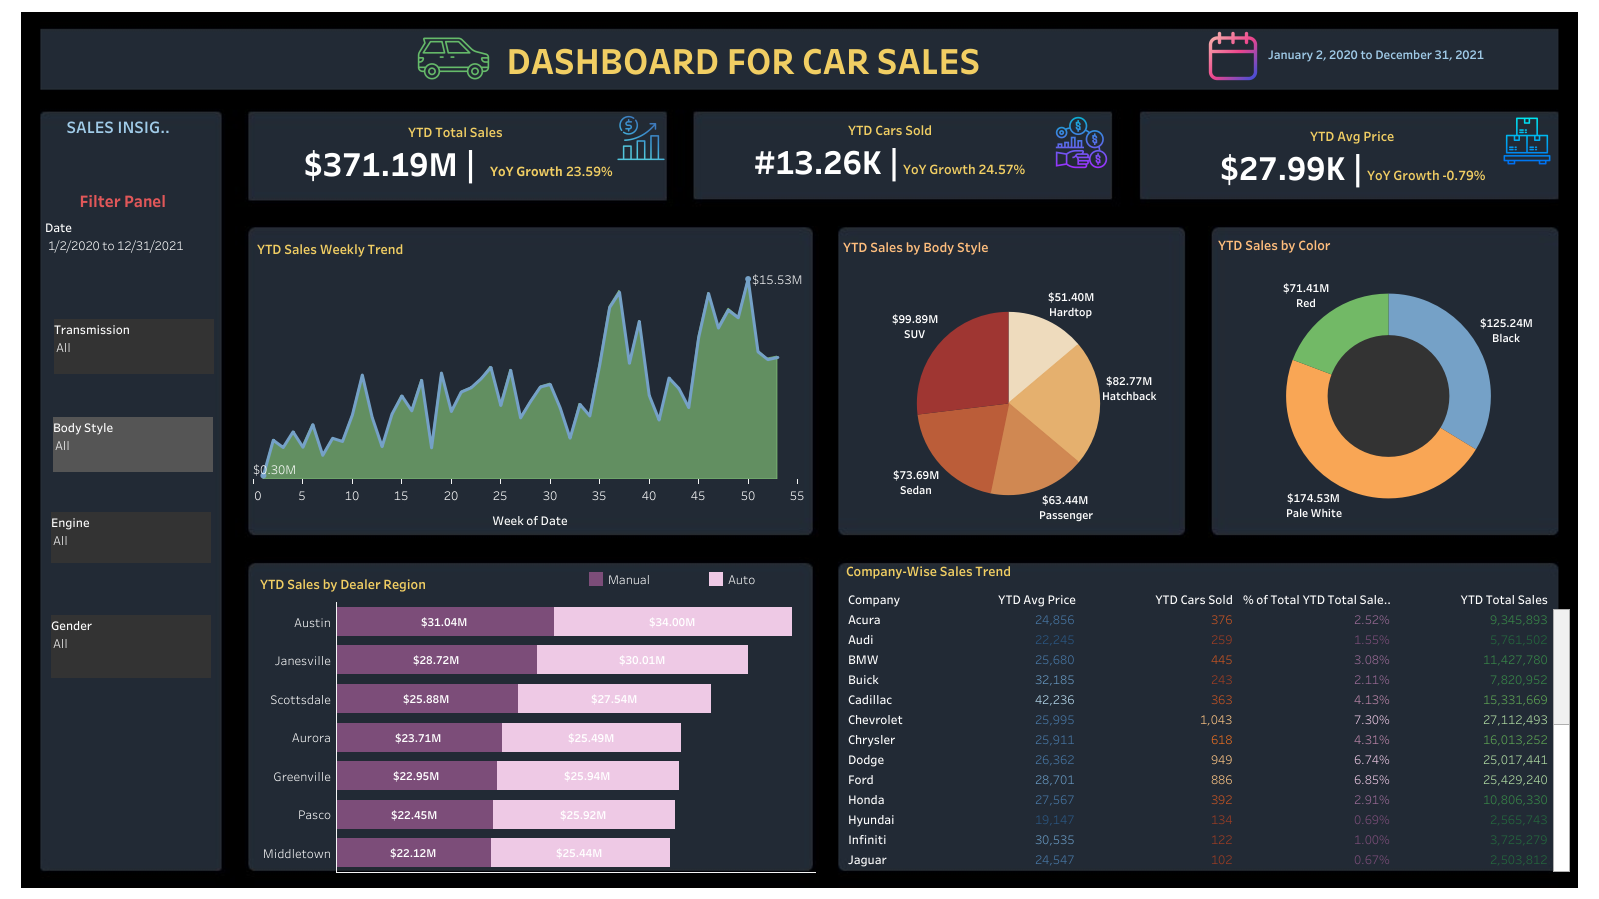 DASHBOARD FOR CAR SALES
January 2, 2020 to December 31, 2021
SALES INSIG..
Filter Panel
Date
1/2/2020 to 12/31/2021
Transmission
All
Body Style
All
Engine
All
Gender
All
YTD Total Sales
$371.19M | YoY Growth 23.59%
YTD Cars Sold
#13.26K | YoY Growth 24.57%
YTD Avg Price
$27.99K | YoY Growth -0.79%
YTD Sales Weekly Trend
$15.53M
$0.30M
0 5 10 15 20 25 30 35 40 45 50 55
Week of Date
YTD Sales by Body Style
$51.40M
Hardtop
$99.89M
SUV
$82.77M
Hatchback
$73.69M
Sedan
$63.44M
Passenger
YTD Sales by Color
$71.41M
Red
$125.24M
Black
$174.53M
Pale White
YTD Sales by Dealer Region
Manual Auto
Austin $31.04M $34.00M
Janesville $28.72M $30.01M
Scottsdale $25.88M $27.54M
Aurora $23.71M $25.49M
Greenville $22.95M $25.94M
Pasco $22.45M $25.92M
Middletown $22.12M $25.44M
Company-Wise Sales Trend
Company YTD Avg Price YTD Cars Sold % of Total YTD Total Sale.. YTD Total Sales
Acura 24,856 376 2.52% 9,345,893
Audi 22,245 259 1.55% 5,761,502
BMW 25,680 445 3.08% 11,427,780
Buick 32,185 243 2.11% 7,820,952
Cadillac 42,236 363 4.13% 15,331,669
Chevrolet 25,995 1,043 7.30% 27,112,493
Chrysler 25,911 618 4.31% 16,013,252
Dodge 26,362 949 6.74% 25,017,441
Ford 28,701 886 6.85% 25,429,240
Honda 27,567 392 2.91% 10,806,330
Hyundai 19,147 134 0.69% 2,565,743
Infiniti 30,535 122 1.00% 3,725,279
Jaguar 24,547 102 0.67% 2,503,812